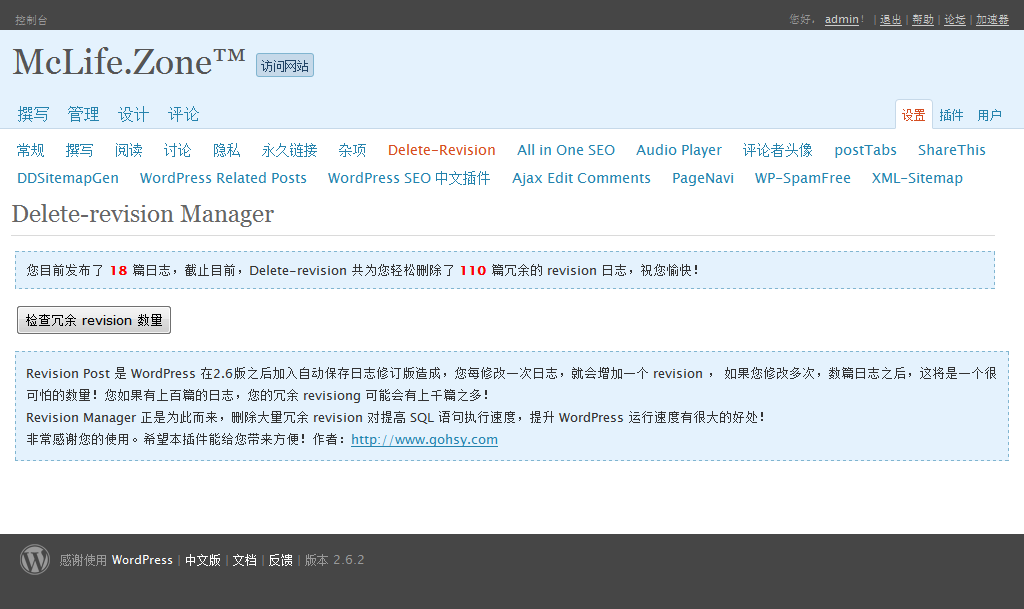 控制台
您好， admin！ | 退出 | 帮助 | 论坛 | 加速器
McLife.Zone™ 访问网站
撰写 管理 设计 评论 设置 插件 用户
常规 撰写 阅读 讨论 隐私 永久链接 杂项 Delete-Revision All in One SEO Audio Player 评论者头像 postTabs ShareThis
DDSitemapGen WordPress Related Posts WordPress SEO 中文插件 Ajax Edit Comments PageNavi WP-SpamFree XML-Sitemap
Delete-revision Manager
您目前发布了 18 篇日志，截止目前，Delete-revision 共为您轻松删除了 110 篇冗余的 revision 日志，祝您愉快！
检查冗余 revision 数量
Revision Post 是 WordPress 在2.6版之后加入自动保存日志修订版造成，您每修改一次日志，就会增加一个 revision ， 如果您修改多次，数篇日志之后，这将是一个很
可怕的数量！您如果有上百篇的日志，您的冗余 revisiong 可能会有上千篇之多！
Revision Manager 正是为此而来，删除大量冗余 revision 对提高 SQL 语句执行速度，提升 WordPress 运行速度有很大的好处！
非常感谢您的使用。希望本插件能给您带来方便！作者：http://www.gohsy.com
感谢使用 WordPress | 中文版 | 文档 | 反馈 | 版本 2.6.2